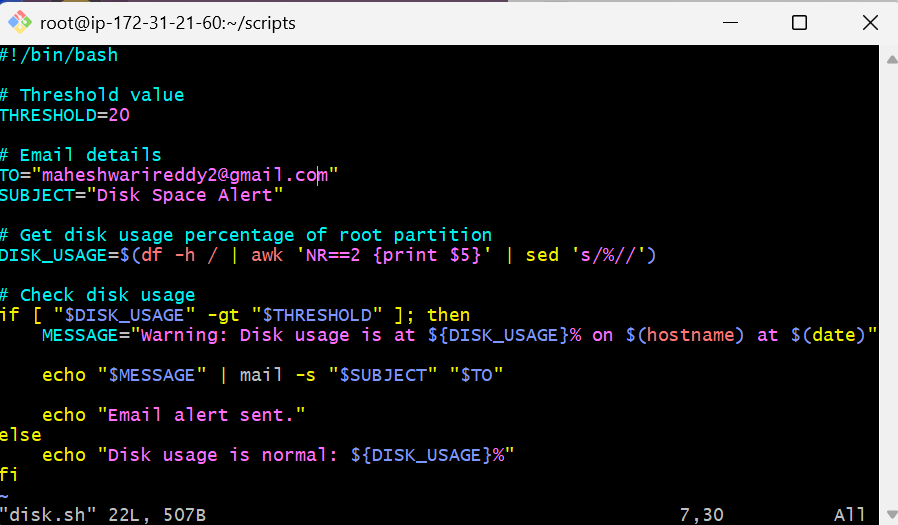 root@ip-172-31-21-60:~/scripts
#!/bin/bash
# Threshold value
THRESHOLD=20
# Email details
TO="maheshwarireddy2@gmail.com"
SUBJECT="Disk Space Alert"
# Get disk usage percentage of root partition
DISK_USAGE=$(df -h / | awk 'NR==2 {print $5}' | sed 's/%//')
# Check disk usage
if [ "$DISK_USAGE" -gt "$THRESHOLD" ]; then
    MESSAGE="Warning: Disk usage is at ${DISK_USAGE}% on $(hostname) at $(date)"
    echo "$MESSAGE" | mail -s "$SUBJECT" "$TO"
    echo "Email alert sent."
else
    echo "Disk usage is normal: ${DISK_USAGE}%"
fi
~
"disk.sh" 22L, 507B 7,30 All